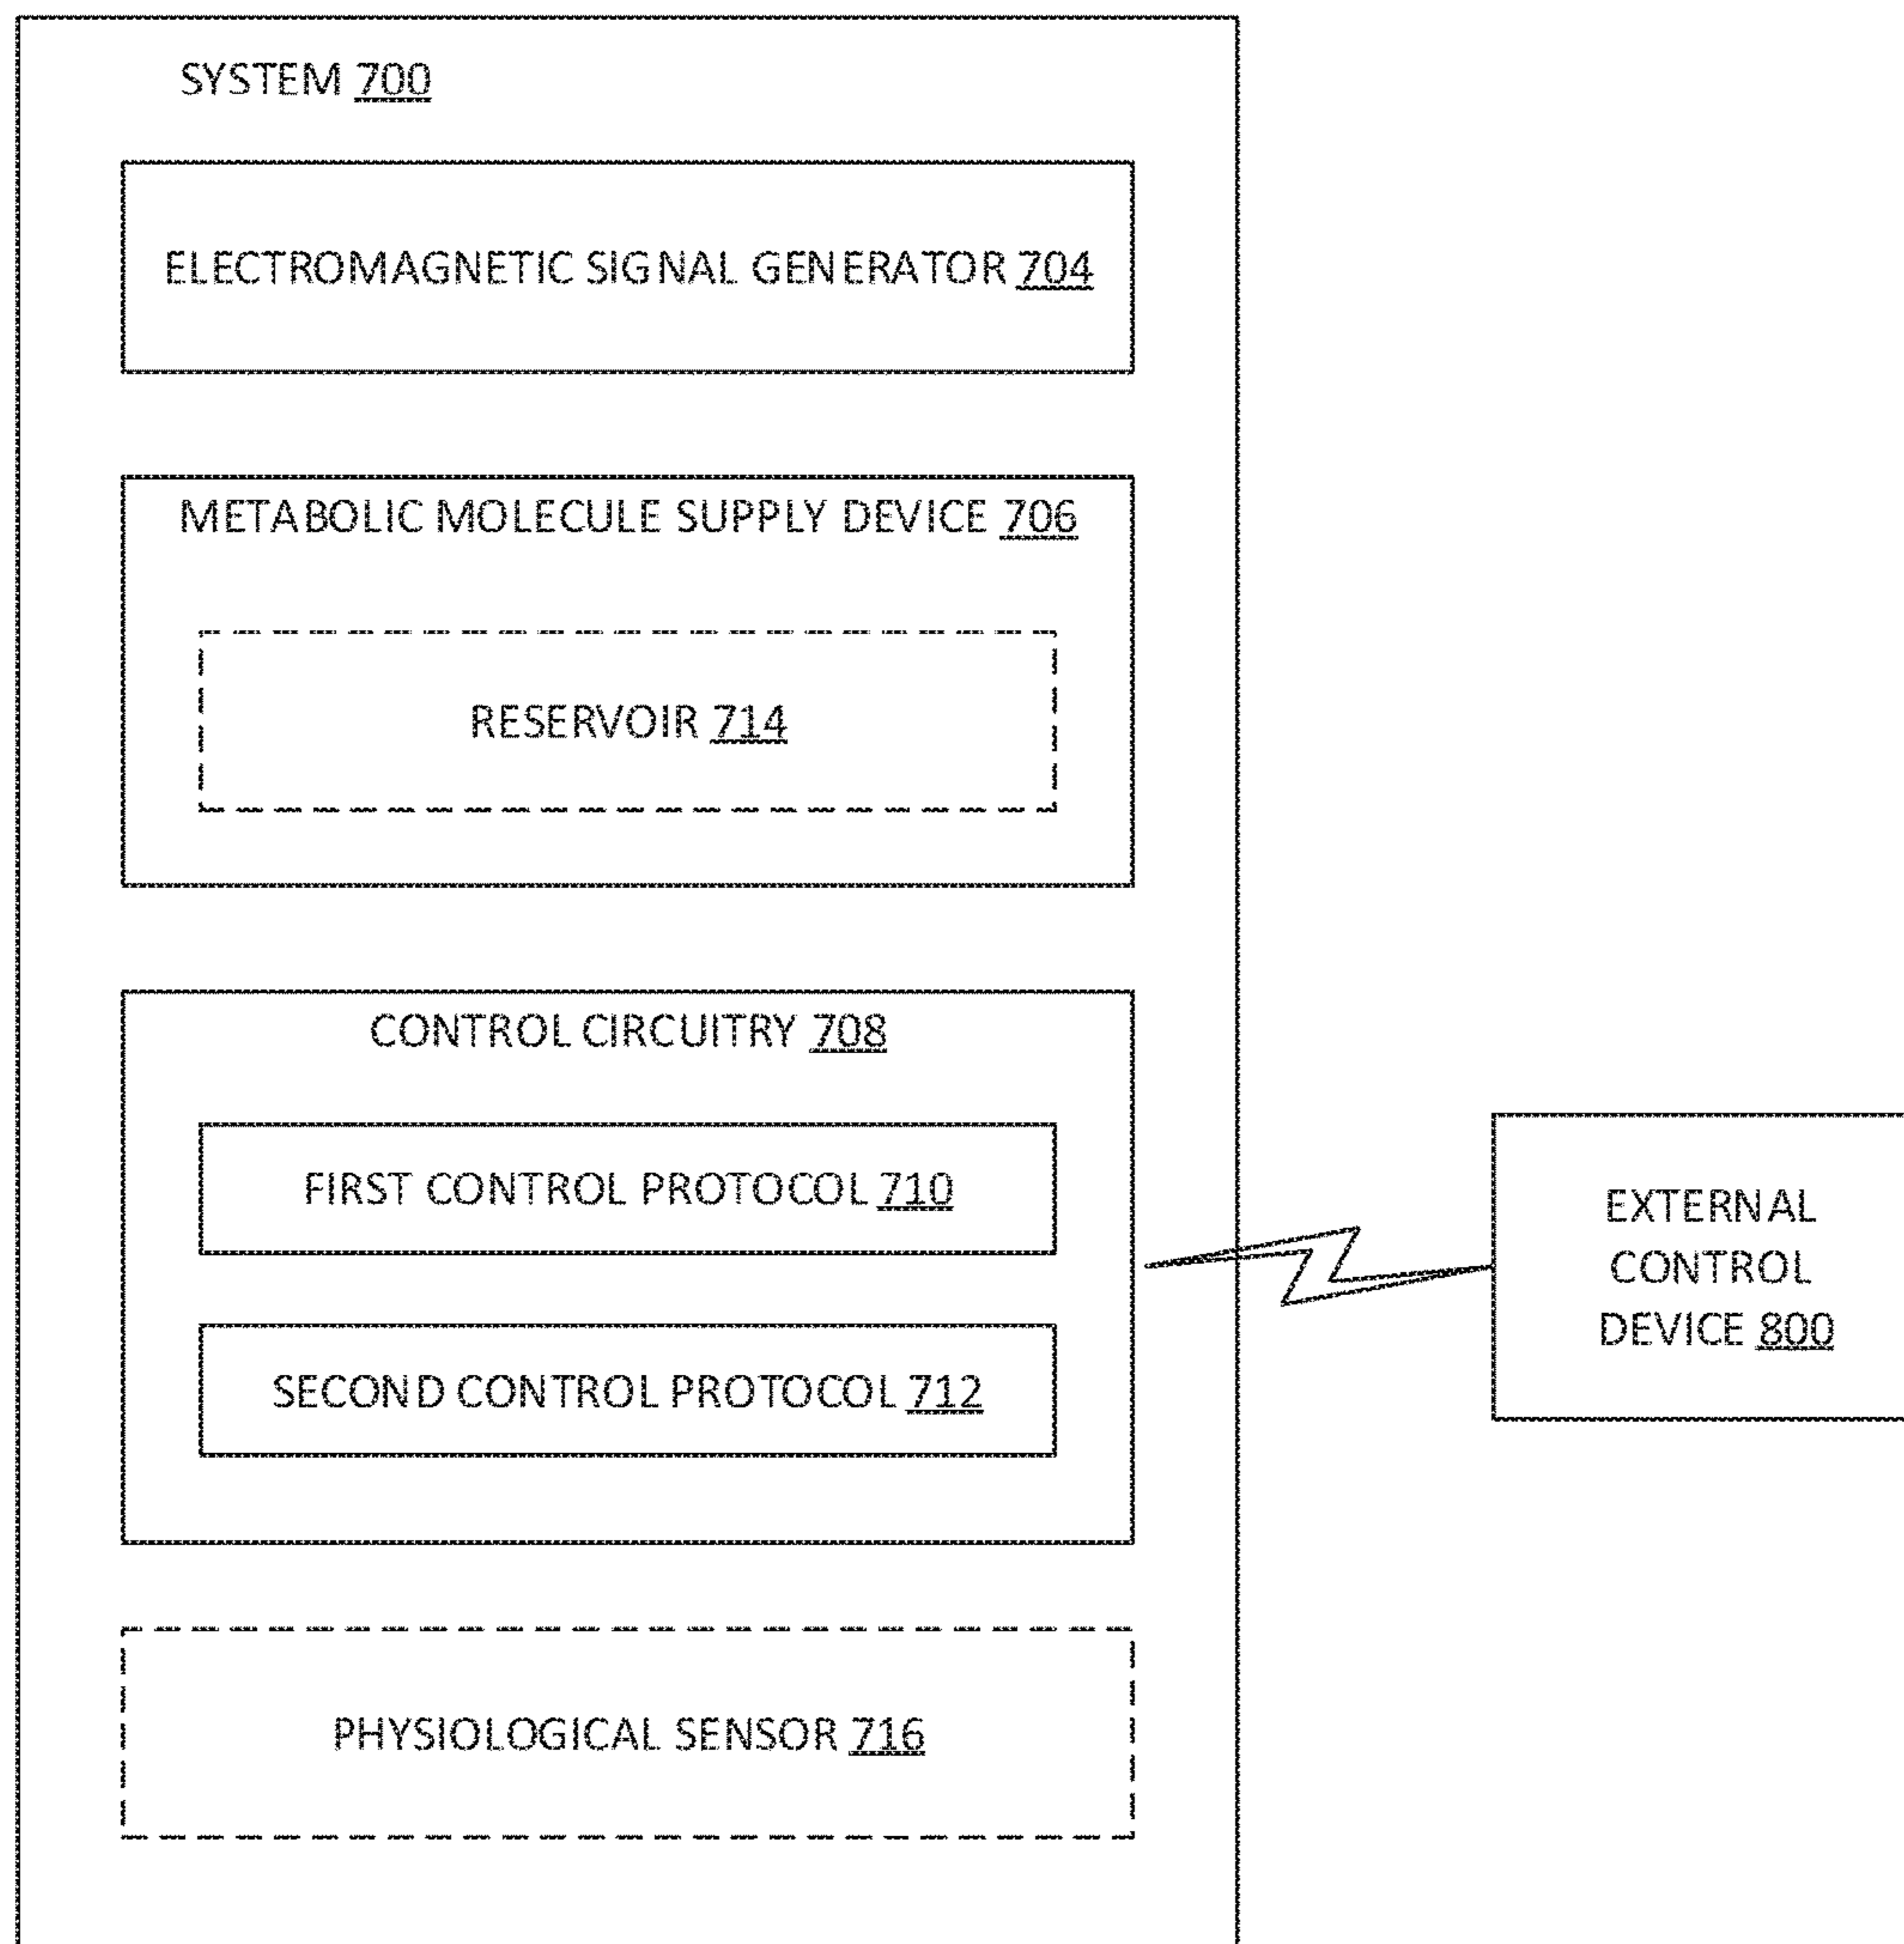 SYSTEM 700
ELECTROMAGNETIC SIGNAL GENERATOR 704
METABOLIC MOLECULE SUPPLY DEVICE 706
RESERVOIR 714
CONTROL CIRCUITRY 708
FIRST CONTROL PROTOCOL 710
SECOND CONTROL PROTOCOL 712
EXTERNAL
CONTROL
DEVICE 800
PHYSIOLOGICAL SENSOR 716